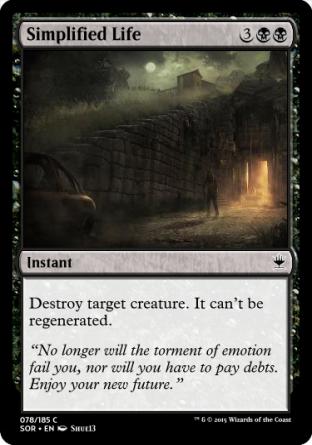 Simplified Life 3
Instant
Destroy target creature. It can't be
regenerated.
“No longer will the torment of emotion
fail you, nor will you have to pay debts.
Enjoy your new future.”
078/185 C
SOR • EN Shue13
™ & © 2015 Wizards of the Coast